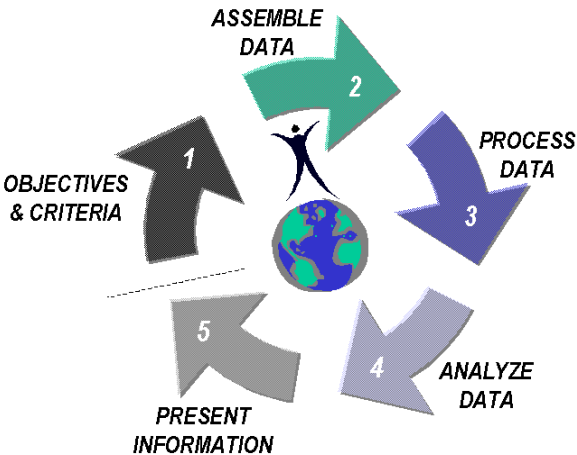 1
OBJECTIVES
& CRITERIA
2
ASSEMBLE
DATA
3
PROCESS
DATA
4
ANALYZE
DATA
5
PRESENT
INFORMATION